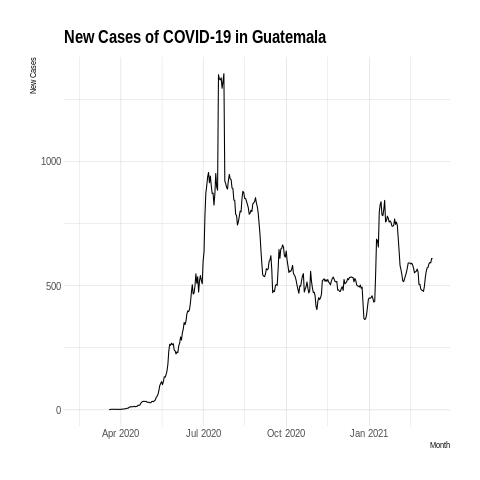 New Cases of COVID-19 in Guatemala
New Cases
1000
500
0
Apr 2020
Jul 2020
Oct 2020
Jan 2021
Month